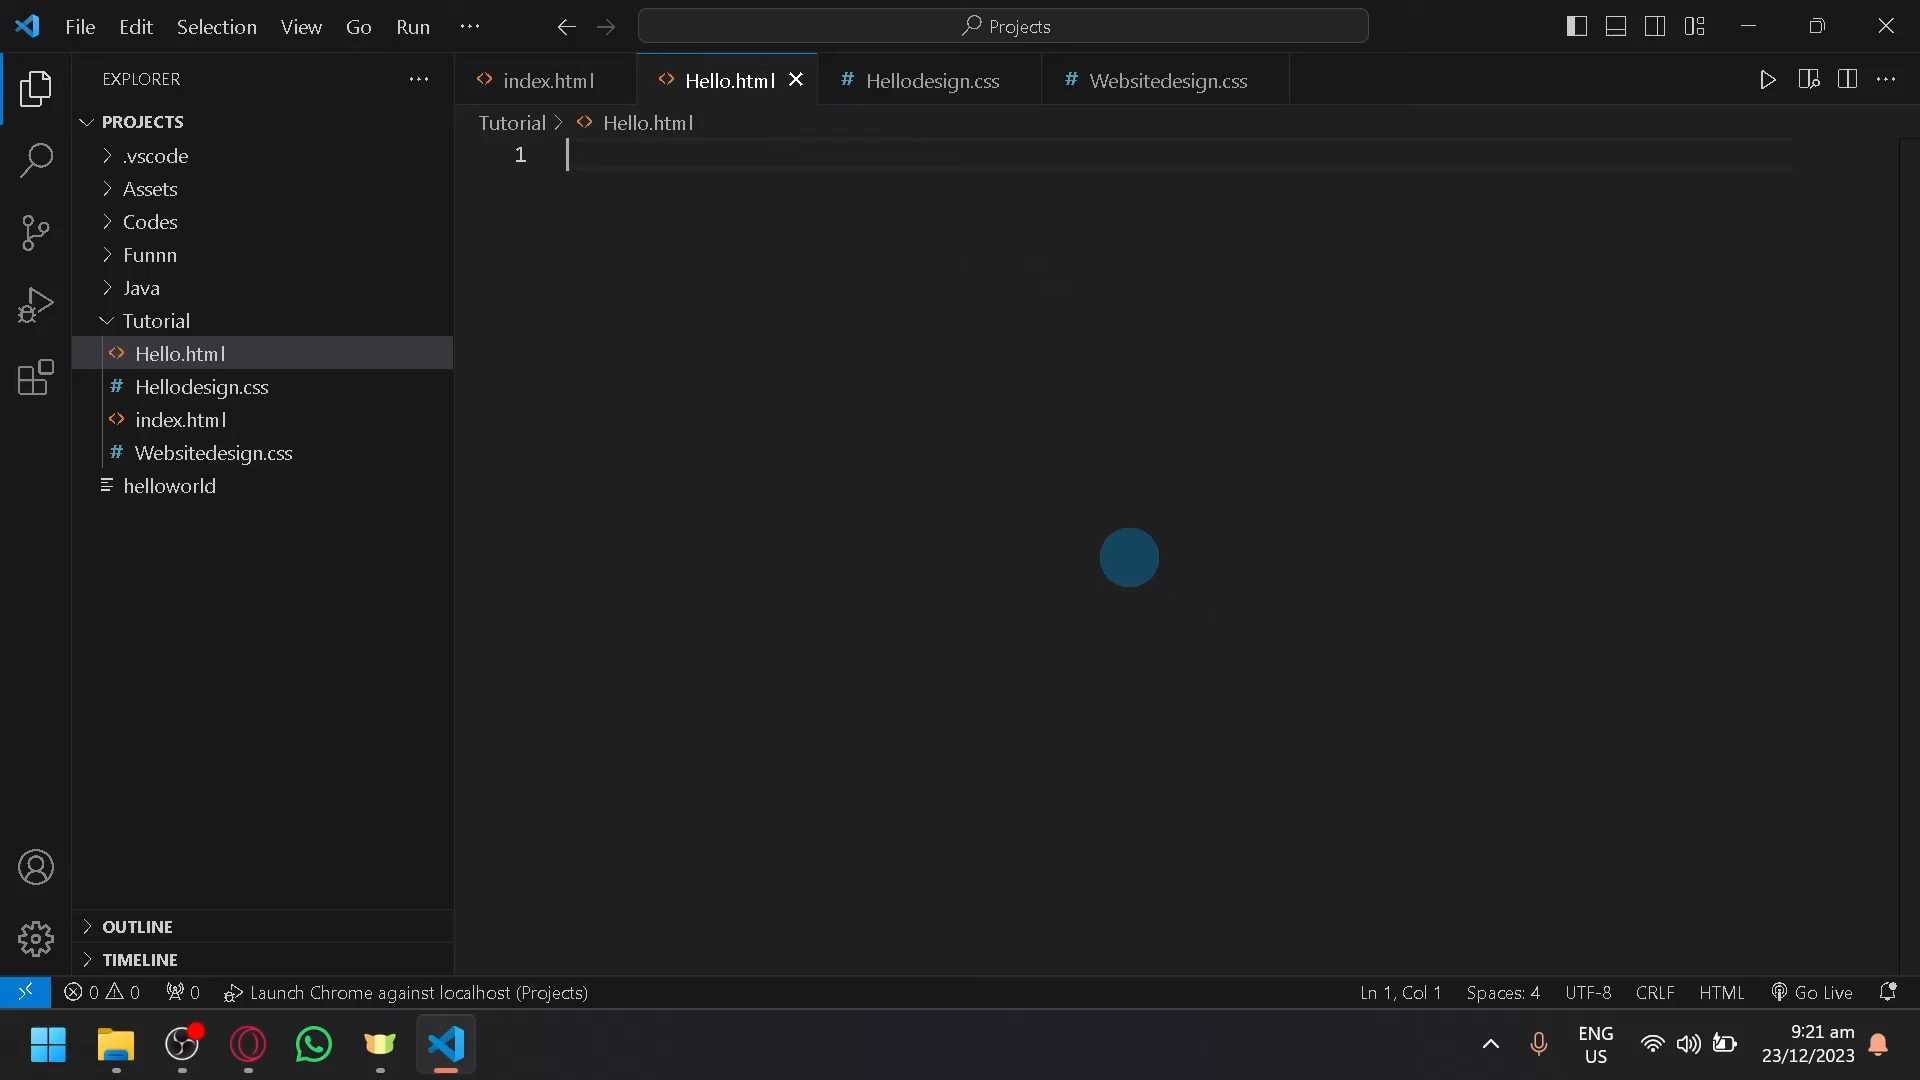 File Edit Selection View Go Run ··· Projects
EXPLORER ···
index.html Hello.html Hellodesign.css Websitedesign.css
PROJECTS
Tutorial > Hello.html
.vscode
1
Assets
Codes
Funnn
Java
Tutorial
Hello.html
Hellodesign.css
index.html
Websitedesign.css
helloworld
OUTLINE
TIMELINE
0 0 0 Launch Chrome against localhost (Projects) Ln 1, Col 1 Spaces: 4 UTF-8 CRLF HTML Go Live
ENG
US
9:21 am
23/12/2023